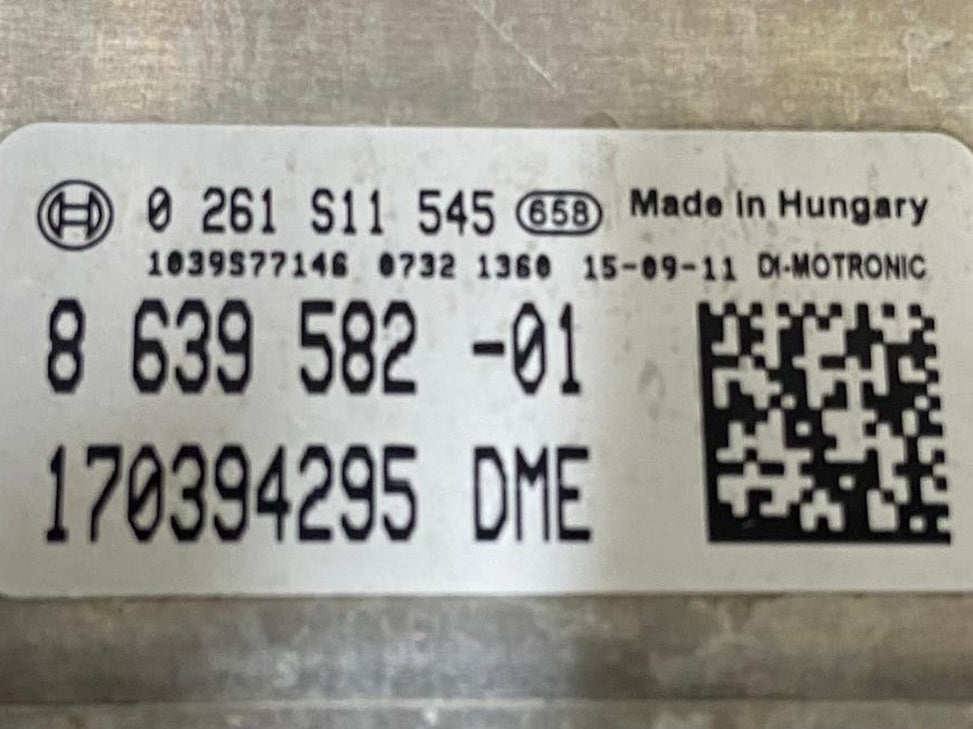 0 261 S11 545 658 Made in Hungary
1039S77146 0732 1360 15-09-11 DI-MOTRONIC
8 639 582 -01
170394295 DME